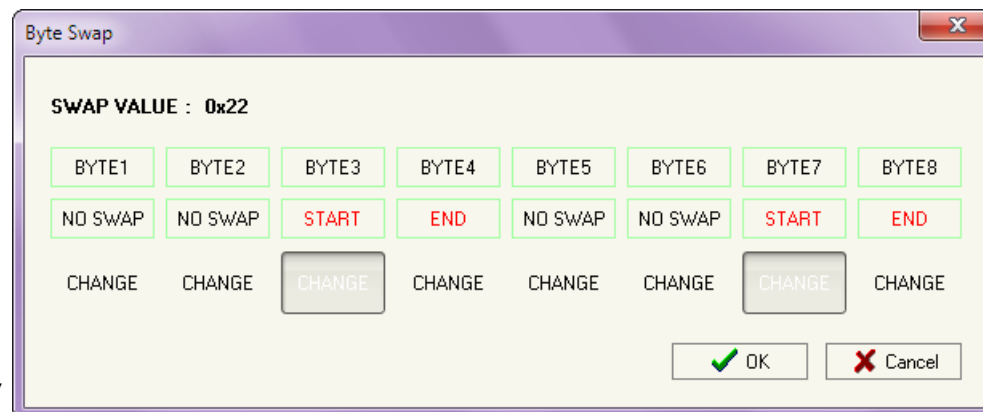 Byte Swap
SWAP VALUE : 0x22
BYTE1 BYTE2 BYTE3 BYTE4 BYTE5 BYTE6 BYTE7 BYTE8
NO SWAP NO SWAP START END NO SWAP NO SWAP START END
CHANGE CHANGE CHANGE CHANGE CHANGE CHANGE CHANGE CHANGE
OK Cancel